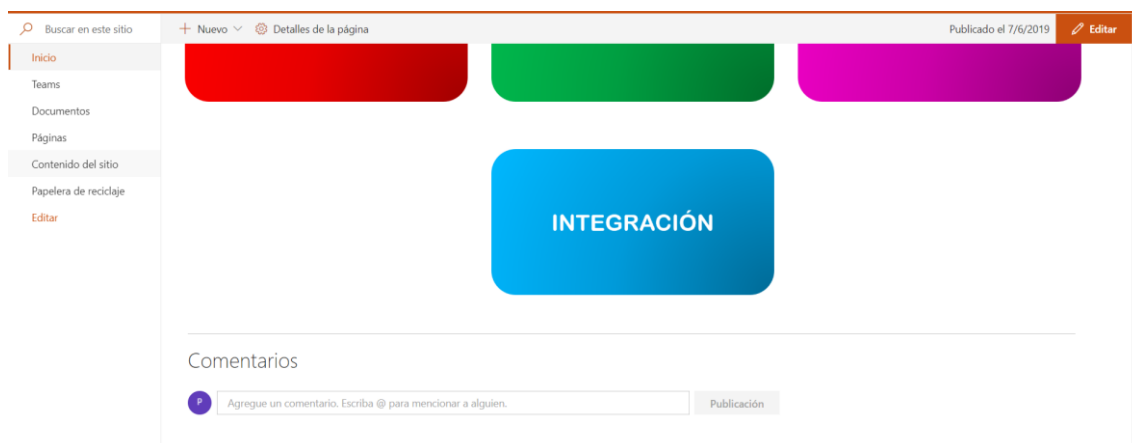 Buscar en este sitio
Nuevo
Detalles de la página
Publicado el 7/6/2019
Editar
Inicio
Teams
Documentos
Páginas
Contenido del sitio
Papelera de reciclaje
Editar
INTEGRACIÓN
Comentarios
P
Agregue un comentario. Escriba @ para mencionar a alguien.
Publicación